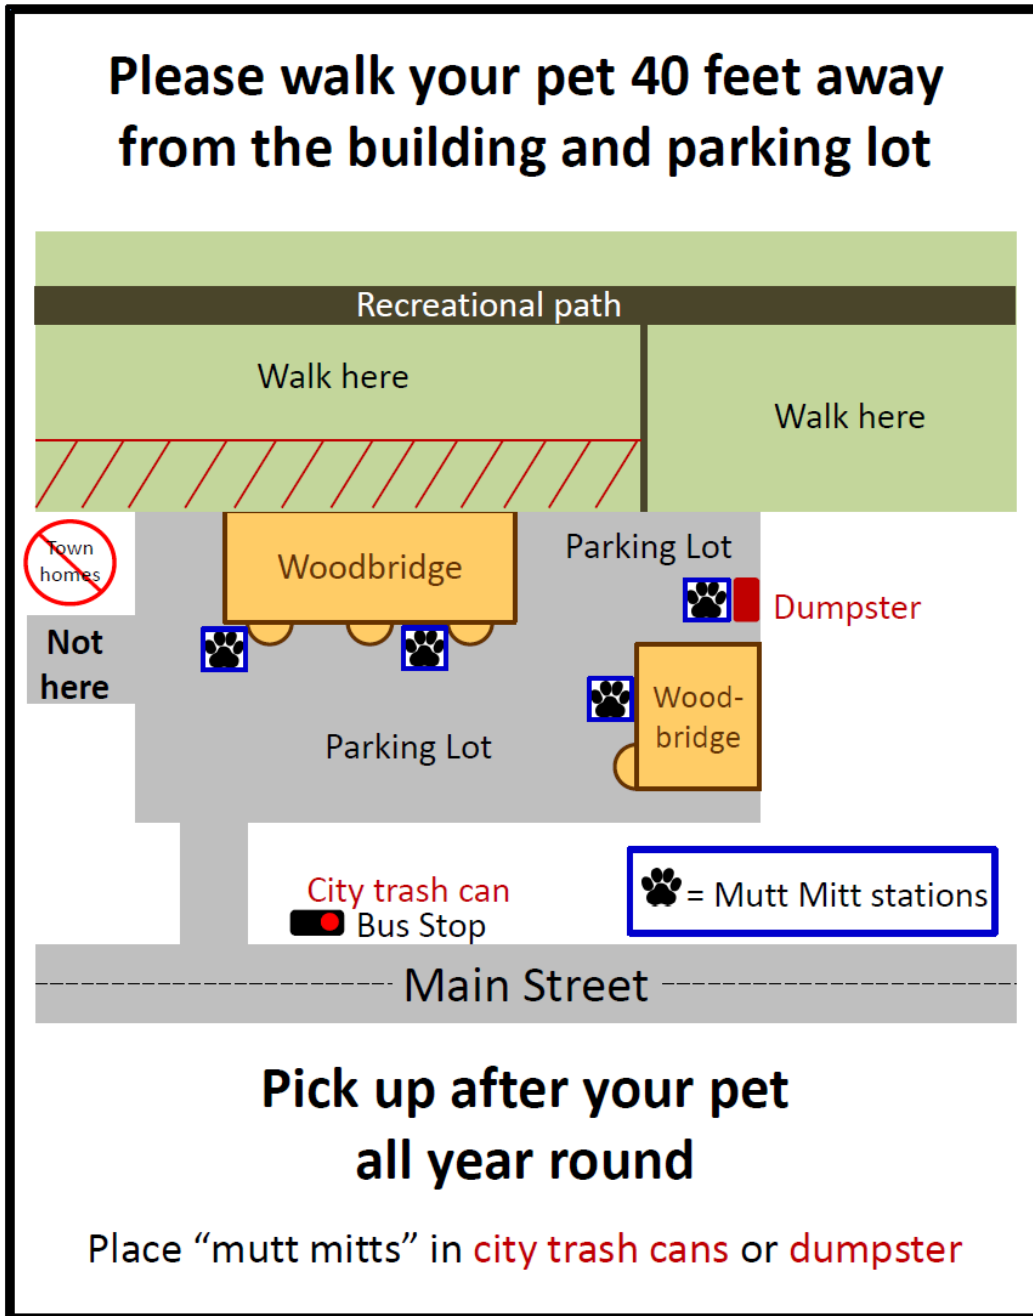 Please walk your pet 40 feet away
from the building and parking lot
Recreational path
Walk here
Walk here
Town
homes
Not
here
Woodbridge
Parking Lot
Dumpster
Wood-
bridge
Parking Lot
City trash can
Bus Stop
= Mutt Mitt stations
Main Street
Pick up after your pet
all year round
Place “mutt mitts” in city trash cans or dumpster